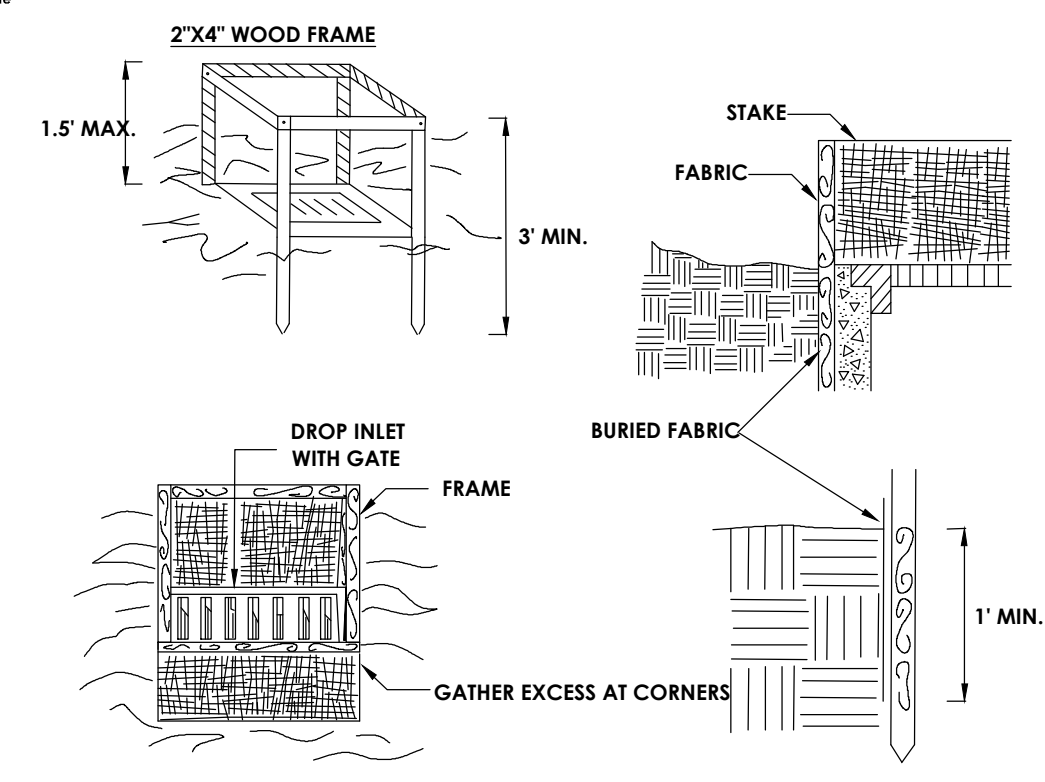 2"X4" WOOD FRAME
1.5' MAX.
3' MIN.
STAKE
FABRIC
BURIED FABRIC
DROP INLET
WITH GATE
FRAME
GATHER EXCESS AT CORNERS
1' MIN.